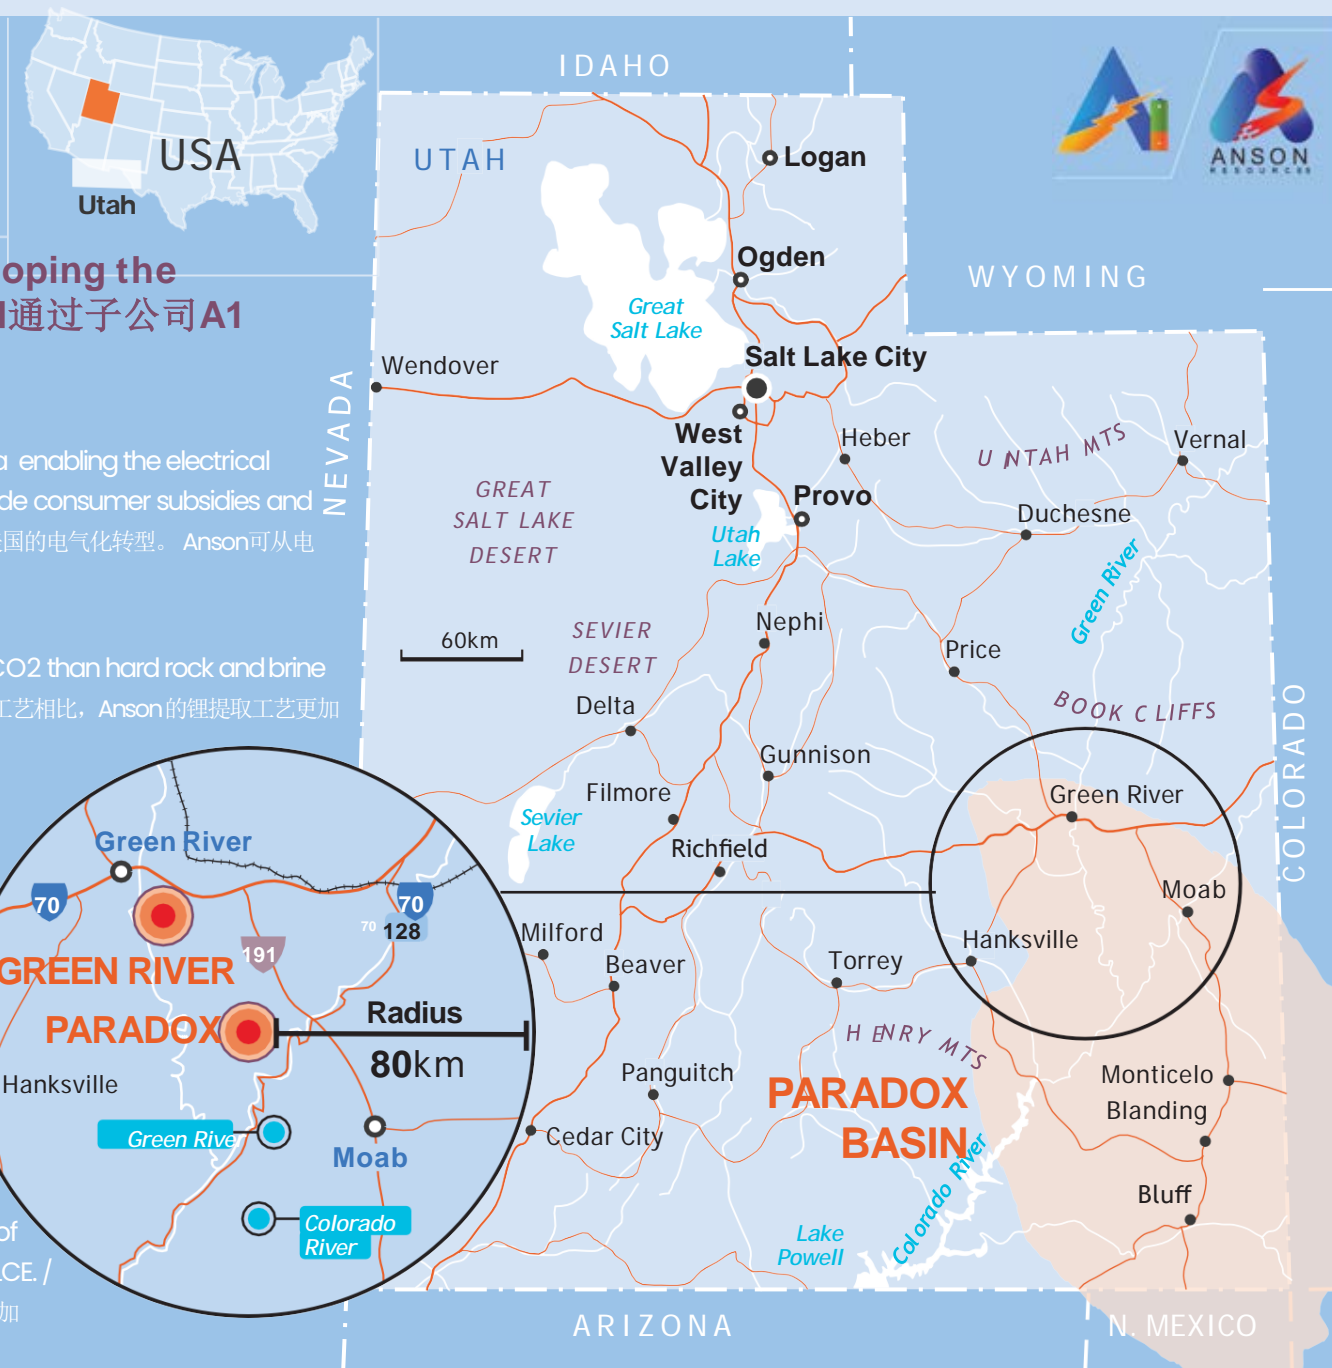 IDAHO
UTAH
USA
Utah
Logan
ANSON
RESOURCES
oping the
通过子公司A1
Ogden
WYOMING
Great
Salt Lake
Salt Lake City
Wendover
NEVADA
West
Valley
City
Heber
UINTAH MTS
Vernal
enabling the electrical
de consumer subsidies and
国的电气化转型。 Anson可从电
GREAT
SALT LAKE
DESERT
Provo
Utah
Lake
Duchesne
Green River
60km
SEVIER
DESERT
Nephi
Price
CO2 than hard rock and brine
工艺相比，Anson的锂提取工艺更加
Delta
BOOK CLIFFS
COLORADO
Gunnison
Filmore
Green River
Sevier
Lake
Richfield
Moab
Milford
Beaver
Torrey
Hanksville
HENRY MTS
Panguitch
PARADOX
BASIN
Monticelo
Blanding
Cedar City
Colorado River
Bluff
Lake
Powell
ARIZONA
N. MEXICO
Green River
70
70
70
128
191
GREEN RIVER
PARADOX
Radius
80km
Hanksville
Green Rive
Moab
Colorado
River
of
CE. /
加